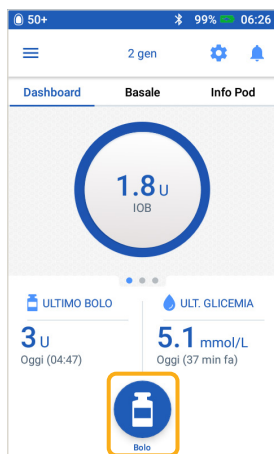 50+ 99% 06:26
2 gen
Dashboard Basale Info Pod
1.8 U
IOB
ULTIMO BOLO ULT. GLICEMIA
3 U 5.1 mmol/L
Oggi (04:47) Oggi (37 min fa)
Bolo